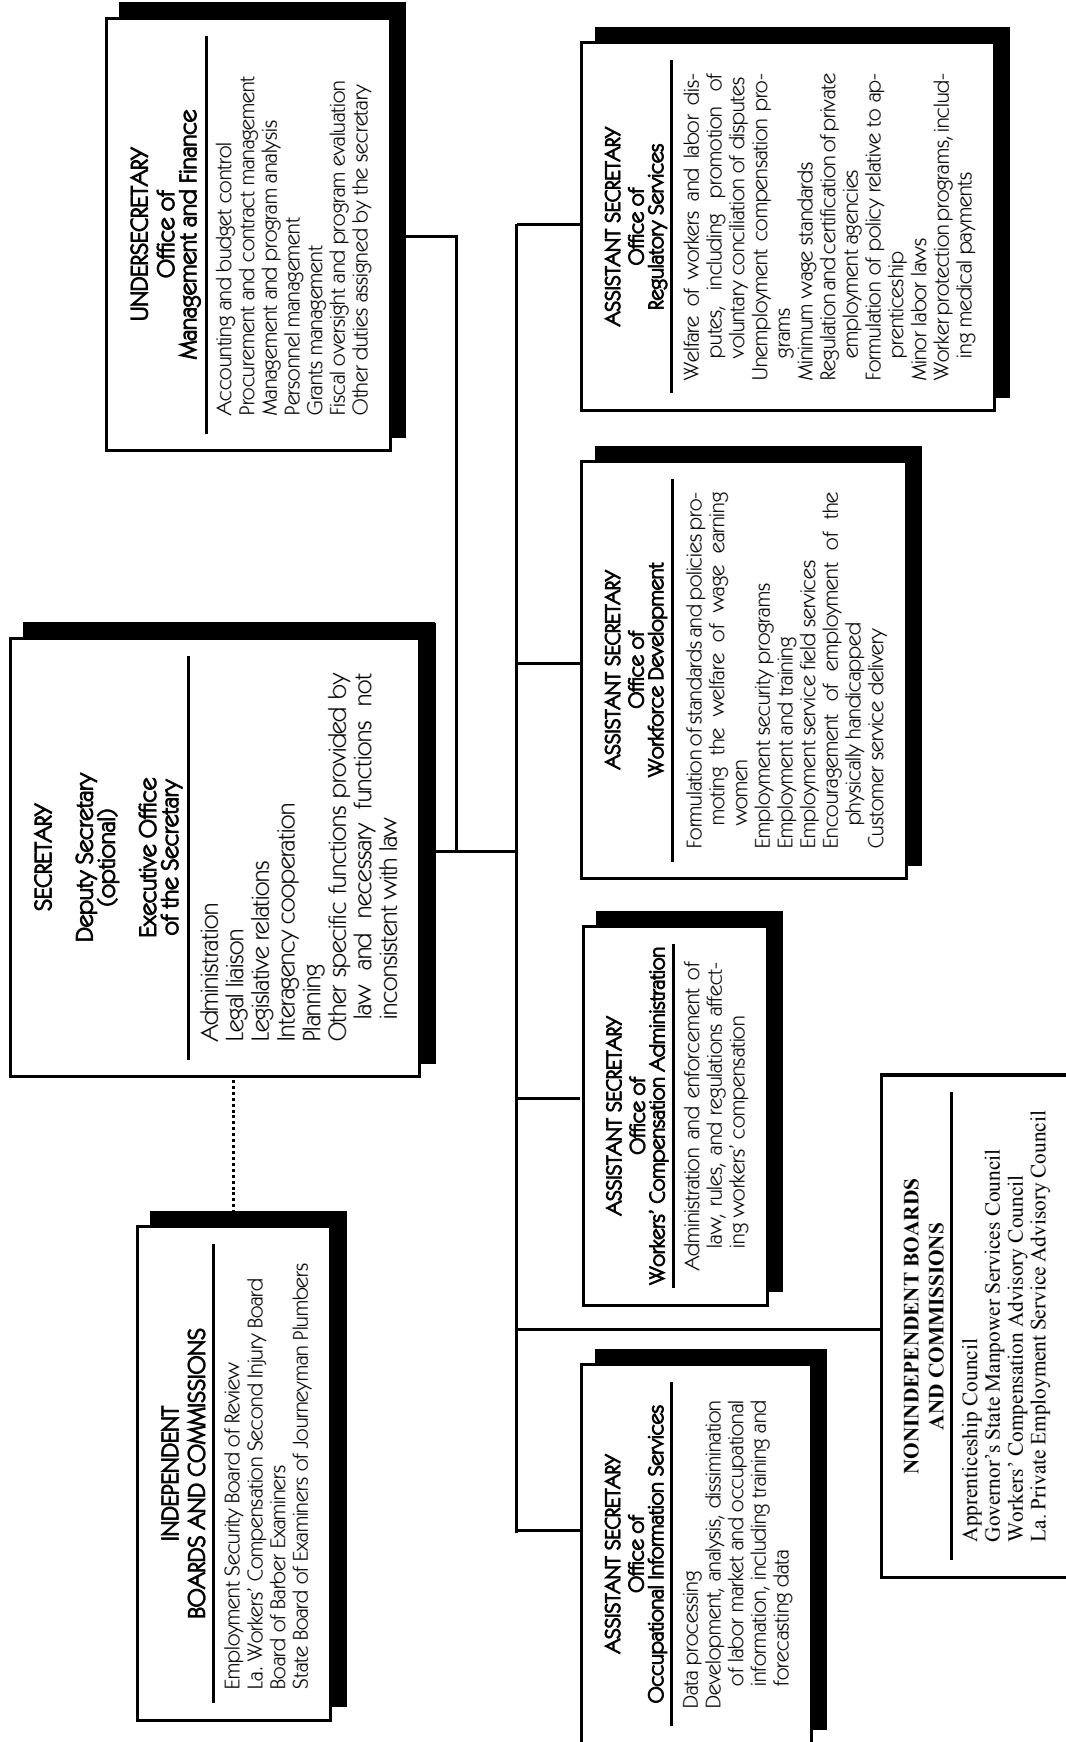 SECRETARY
Deputy Secretary
(optional)
Executive Office
of the Secretary
Administration
Legal liaison
Legislative relations
Interagency cooperation
Planning
Other specific functions provided by
law and necessary functions not
inconsistent with law
INDEPENDENT
BOARDS AND COMMISSIONS
Employment Security Board of Review
La. Workers' Compensation Second Injury Board
Board of Barber Examiners
State Board of Examiners of Journeyman Plumbers
UNDERSECRETARY
Office of
Management and Finance
Accounting and budget control
Procurement and contract management
Management and program analysis
Personnel management
Grants management
Fiscal oversight and program evaluation
Other duties assigned by the secretary
ASSISTANT SECRETARY
Office of
Occupational Information Services
Data processing
Development, analysis, dissimination
of labor market and occupational
information, including training and
forecasting data
ASSISTANT SECRETARY
Office of
Workers' Compensation Administration
Administration and enforcement of
law, rules, and regulations affect-
ing workers' compensation
ASSISTANT SECRETARY
Office of
Workforce Development
Formulation of standards and policies pro-
moting the welfare of wage earning
women
Employment security programs
Employment and training
Employment service field services
Encouragement of employment of the
physically handicapped
Customer service delivery
ASSISTANT SECRETARY
Office of
Regulatory Services
Welfare of workers and labor dis-
putes, including promotion of
voluntary conciliation of disputes
Unemployment compensation pro-
grams
Minimum wage standards
Regulation and certification of private
employment agencies
Formulation of policy relative to ap-
prenticeship
Minor labor laws
Worker protection programs, includ-
ing medical payments
NONINDEPENDENT BOARDS
AND COMMISSIONS
Apprenticeship Council
Governor's State Manpower Services Council
Workers' Compensation Advisory Council
La. Private Employment Service Advisory Council